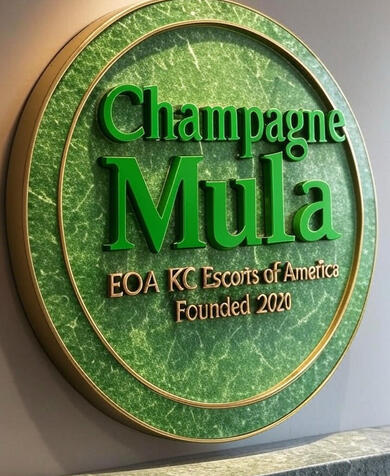 Champagne
Mula
EOA KC Escorts of America
Founded 2020